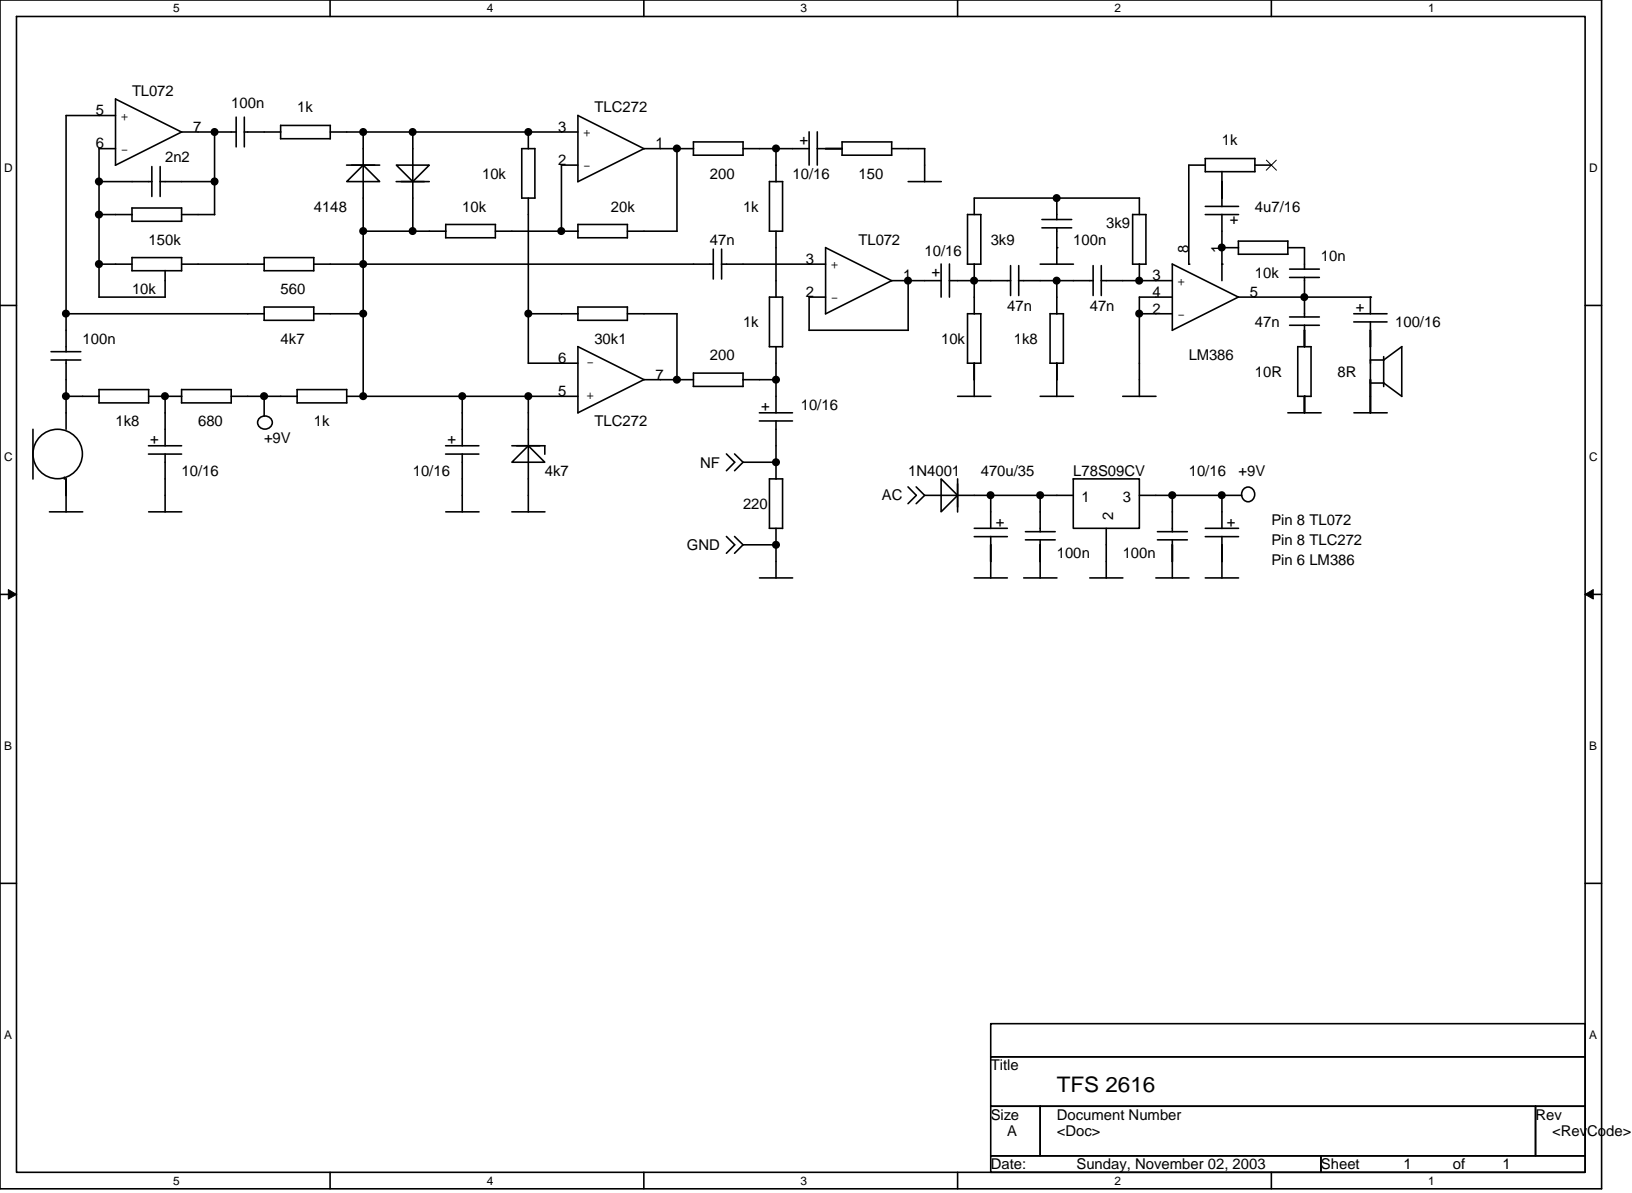 5 4 3 2 1
D D
C C
B B
A A
TL072
5
+
6
−
7
2n2
150k
10k
560
4k7
100n
1k
4148
10k
10k
TLC272
3
+
2
−
1
20k
200
1k
+
10/16
150
47n
TL072
3
+
2
−
1
10/16
+
3k9
100n
3k9
47n
47n
10k
1k8
1k
4u7/16
+
8
1
10k
10n
3
+
4
2
−
5
LM386
47n
10R
+
100/16
8R
100n
1k8
680
+9V
1k
+
10/16
+
10/16
4k7
30k1
6
−
5
+
7
TLC272
200
1k
+
10/16
NF
220
GND
AC
1N4001
470u/35
+
100n
L78S09CV
1
3
2
100n
10/16
+
+9V
Pin 8 TL072
Pin 8 TLC272
Pin 6 LM386
Title
TFS 2616
Size
A
Document Number
<Doc>
Rev
<RevCode>
Date: Sunday, November 02, 2003 Sheet 1 of 1
5 4 3 2 1